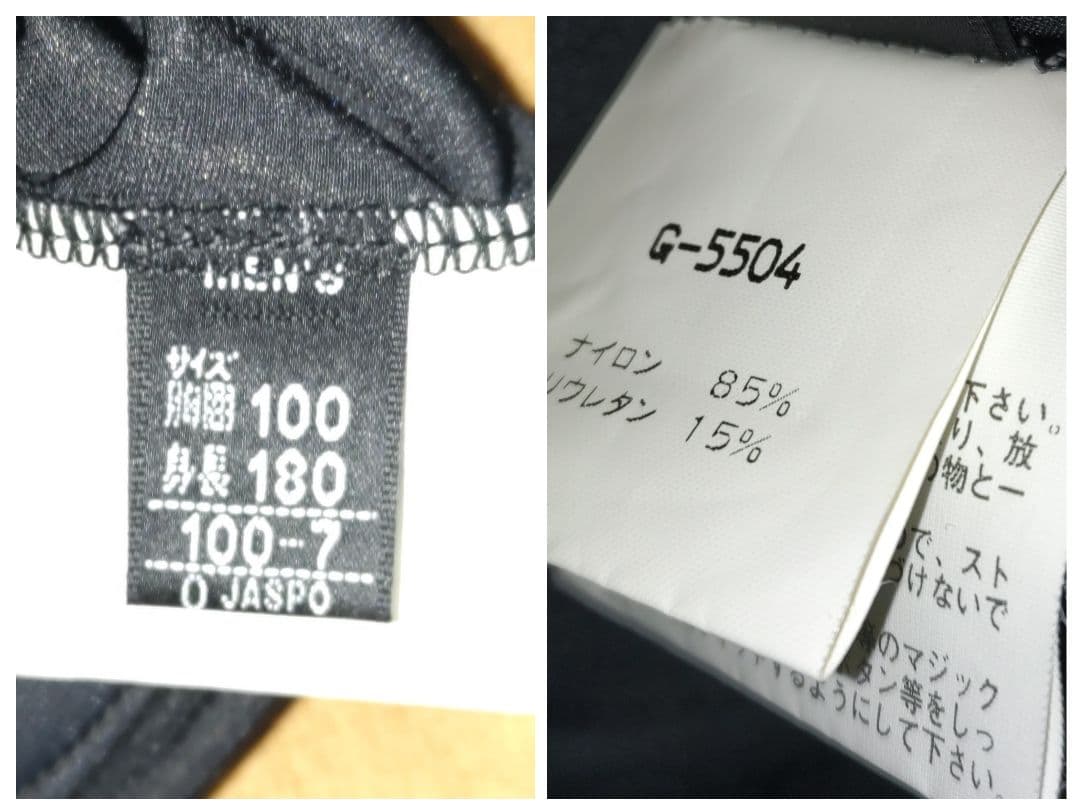 MEN'S
サイズ
胸囲 100
身長 180
100-7
O JASPO
G-5504
ナイロン 85%
リウレタン 15%
下さい。
り、放
物と一
で、スト
づけないで
のマジック
タン等をしっ
するようにして下さい。